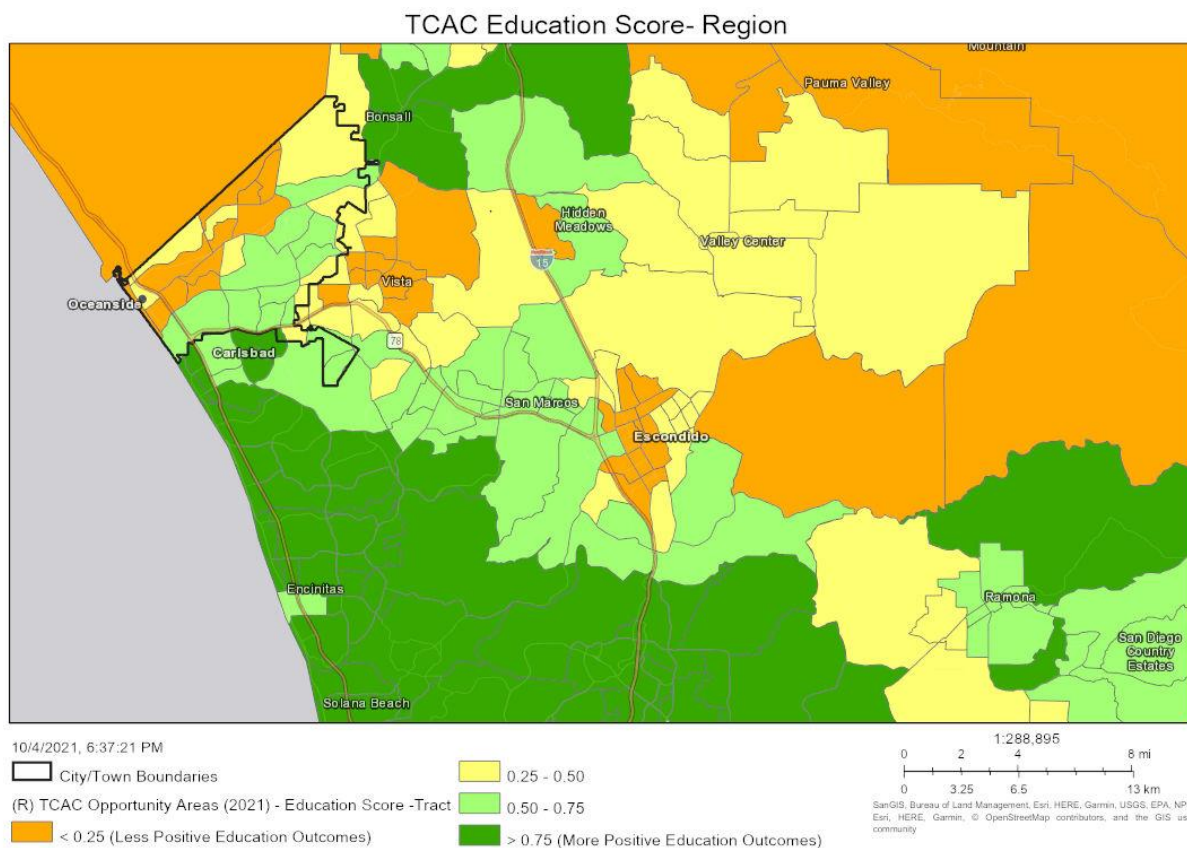 TCAC Education Score- Region
Mountain
Pauma Valley
Bonsall
Hidden
Meadows
Valley Center
15
Vista
Oceanside
Carlsbad
78
San Marcos
Escondido
Encinitas
Ramona
San Diego
Country
Estates
Solana Beach
10/4/2021, 6:37:21 PM
City/Town Boundaries
(R) TCAC Opportunity Areas (2021) - Education Score -Tract
< 0.25 (Less Positive Education Outcomes)
0.25 - 0.50
0.50 - 0.75
> 0.75 (More Positive Education Outcomes)
1:288,895
0 2 4 8 mi
0 3.25 6.5 13 km
SanGIS, Bureau of Land Management, Esri, HERE, Garmin, USGS, EPA, NP
Esri, HERE, Garmin, © OpenStreetMap contributors, and the GIS us
community